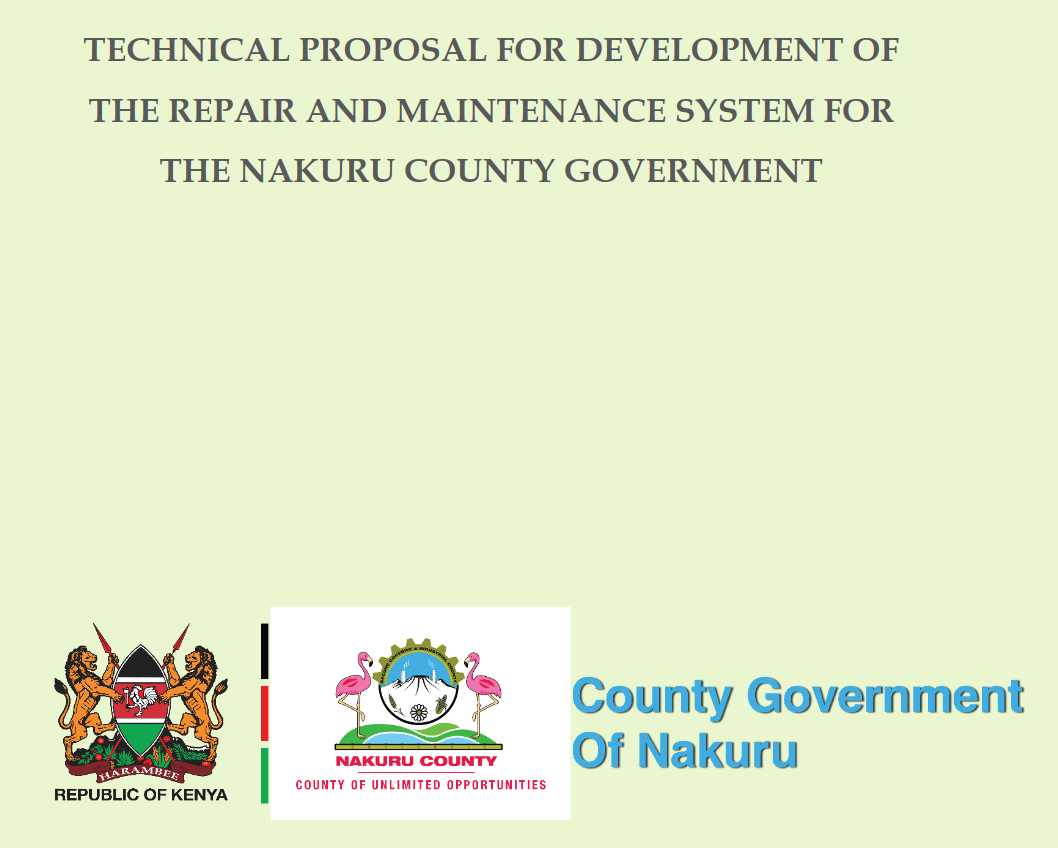 TECHNICAL PROPOSAL FOR DEVELOPMENT OF
THE REPAIR AND MAINTENANCE SYSTEM FOR
THE NAKURU COUNTY GOVERNMENT
HARAMBEE
REPUBLIC OF KENYA
NAKURU COUNTY
COUNTY OF UNLIMITED OPPORTUNITIES
County Government
Of Nakuru